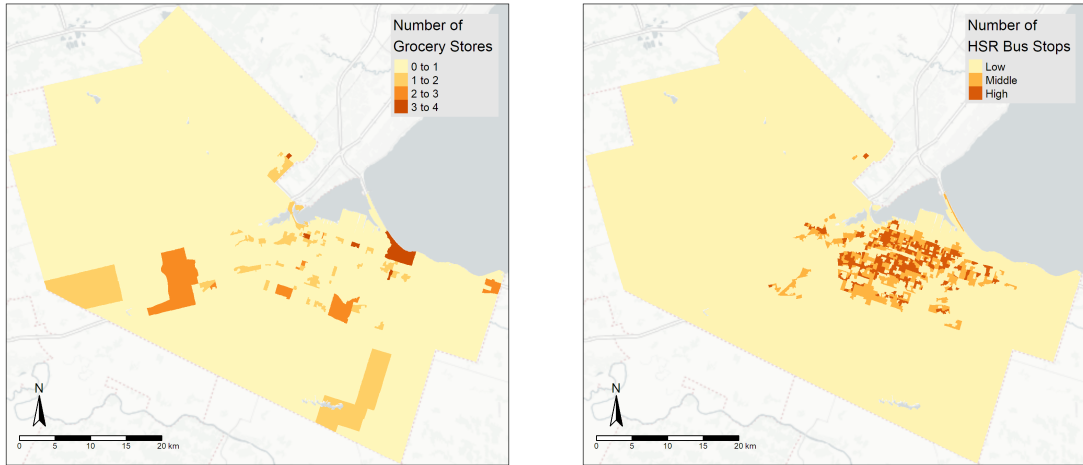 Number of
Grocery Stores
0 to 1
1 to 2
2 to 3
3 to 4
N
0 5 10 15 20 km
Number of
HSR Bus Stops
Low
Middle
High
N
0 5 10 15 20 km